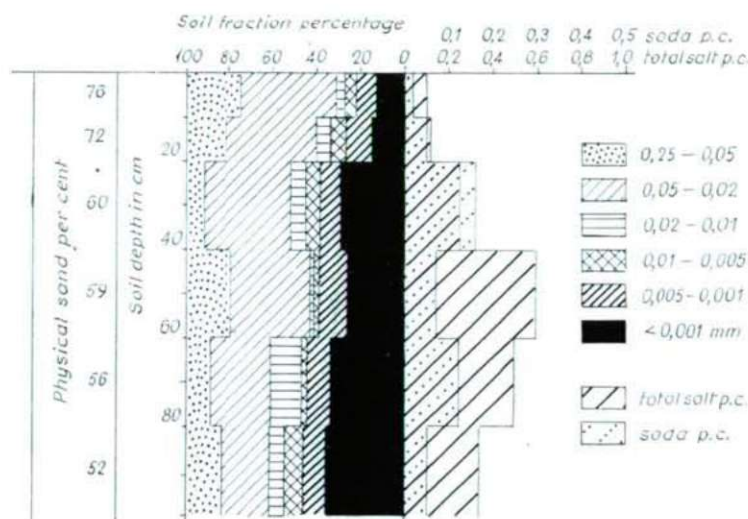 Soil fraction percentage
0,1 0,2 0,3 0,4 0,5 soda p.c.
100 80 60 40 20 0 0,2 0,4 0,6 0,8 1,0 total salt p.c.
Physical sand per cent
76
72
60
59
56
52
Soil depth in cm
20
40
60
80
0,25 – 0,05
0,05 – 0,02
0,02 – 0,01
0,01 – 0,005
0,005 – 0,001
< 0,001 mm
total salt p.c.
soda p.c.